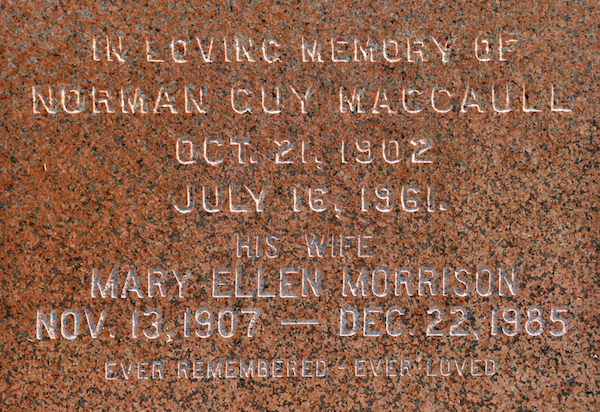 IN LOVING MEMORY OF
NORMAN GUY MACCAULL
OCT. 21, 1902
JULY 16, 1961.
HIS WIFE
MARY ELLEN MORRISON
NOV. 13, 1907 — DEC. 22, 1985
EVER REMEMBERED - EVER LOVED